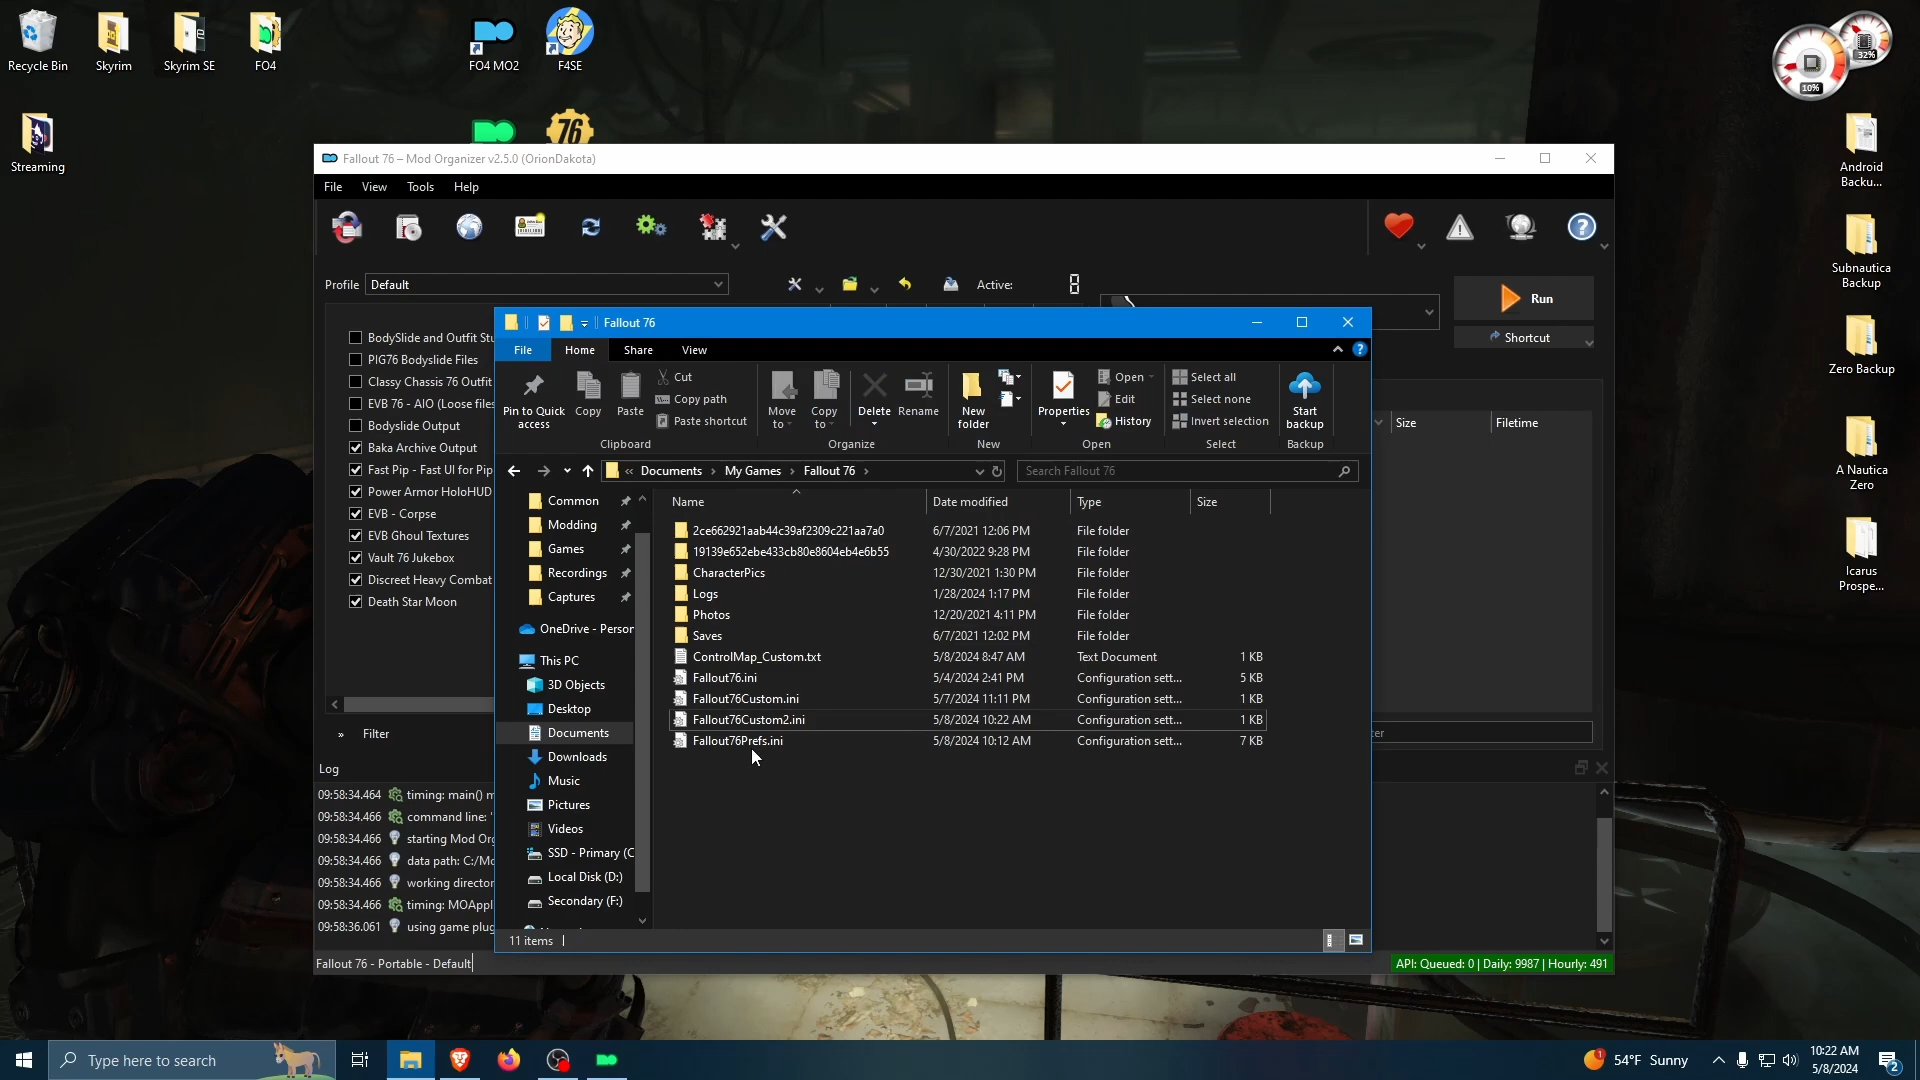 Recycle Bin
Skyrim
Skyrim SE
FO4
FO4 MO2
F4SE
32%
10%
76
Streaming
Android
Backu...
Subnautica
Backup
Zero Backup
A Nautica
Zero
Icarus
Prospe...
Fallout 76 – Mod Organizer v2.5.0 (OrionDakota)
File View Tools Help
Profile Default Active: 8
Run
Shortcut
BodySlide and Outfit Stu
PIG76 Bodyslide Files
Classy Chassis 76 Outfit
EVB 76 - AIO (Loose files
Bodyslide Output
Baka Archive Output
Fast Pip - Fast UI for Pip
Power Armor HoloHUD
EVB - Corpse
EVB Ghoul Textures
Vault 76 Jukebox
Discreet Heavy Combat
Death Star Moon
Size Filetime
» Filter
Log
09:58:34.464 timing: main() m
09:58:34.466 command line: '
09:58:34.466 starting Mod Org
09:58:34.466 data path: C:/Mo
09:58:34.466 working director
09:58:34.466 timing: MOAppl
09:58:36.061 using game plug
Fallout 76 - Portable - Default
API: Queued: 0 | Daily: 9987 | Hourly: 491
Fallout 76
File Home Share View
Pin to Quick
access
Copy
Paste
Cut
Copy path
Paste shortcut
Clipboard
Move
to
Copy
to
Delete
Rename
Organize
New
folder
New
Properties
Open
Edit
History
Open
Select all
Select none
Invert selection
Select
Start
backup
Backup
« Documents › My Games › Fallout 76 ›
Search Fallout 76
Common
Modding
Games
Recordings
Captures
OneDrive - Person
This PC
3D Objects
Desktop
Documents
Downloads
Music
Pictures
Videos
SSD - Primary (C
Local Disk (D:)
Secondary (F:)
Name Date modified Type Size
2ce662921aab44c39af2309c221aa7a0 6/7/2021 12:06 PM File folder
19139e652ebe433cb80e8604eb4e6b55 4/30/2022 9:28 PM File folder
CharacterPics 12/30/2021 1:30 PM File folder
Logs 1/28/2024 1:17 PM File folder
Photos 12/20/2021 4:11 PM File folder
Saves 6/7/2021 12:02 PM File folder
ControlMap_Custom.txt 5/8/2024 8:47 AM Text Document 1 KB
Fallout76.ini 5/4/2024 2:41 PM Configuration sett... 5 KB
Fallout76Custom.ini 5/7/2024 11:11 PM Configuration sett... 1 KB
Fallout76Custom2.ini 5/8/2024 10:22 AM Configuration sett... 1 KB
Fallout76Prefs.ini 5/8/2024 10:12 AM Configuration sett... 7 KB
11 items
Type here to search
1
54°F Sunny
10:22 AM
5/8/2024
2